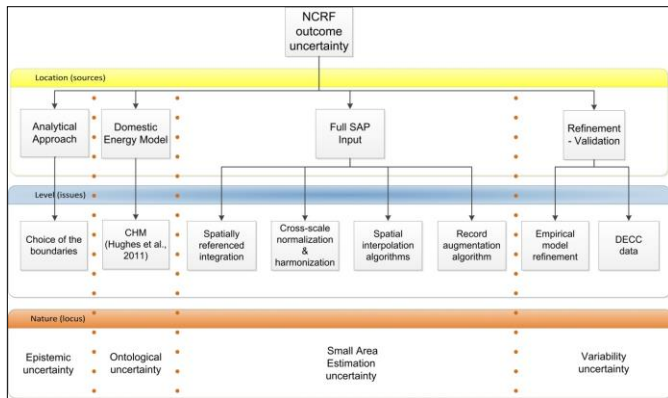 NCRF
outcome
uncertainty
Location (sources)
Analytical
Approach
Domestic
Energy Model
Full SAP
Input
Refinement
- Validation
Level (issues)
Choice of the
boundaries
CHM
(Hughes et al.,
2011)
Spatially
referenced
integration
Cross-scale
normalization
&
harmonization
Spatial
interpolation
algorithms
Record
augmentation
algorithm
Empirical
model
refinement
DECC
data
Nature (locus)
Epistemic
uncertainty
Ontological
uncertainty
Small Area
Estimation
uncertainty
Variability
uncertainty